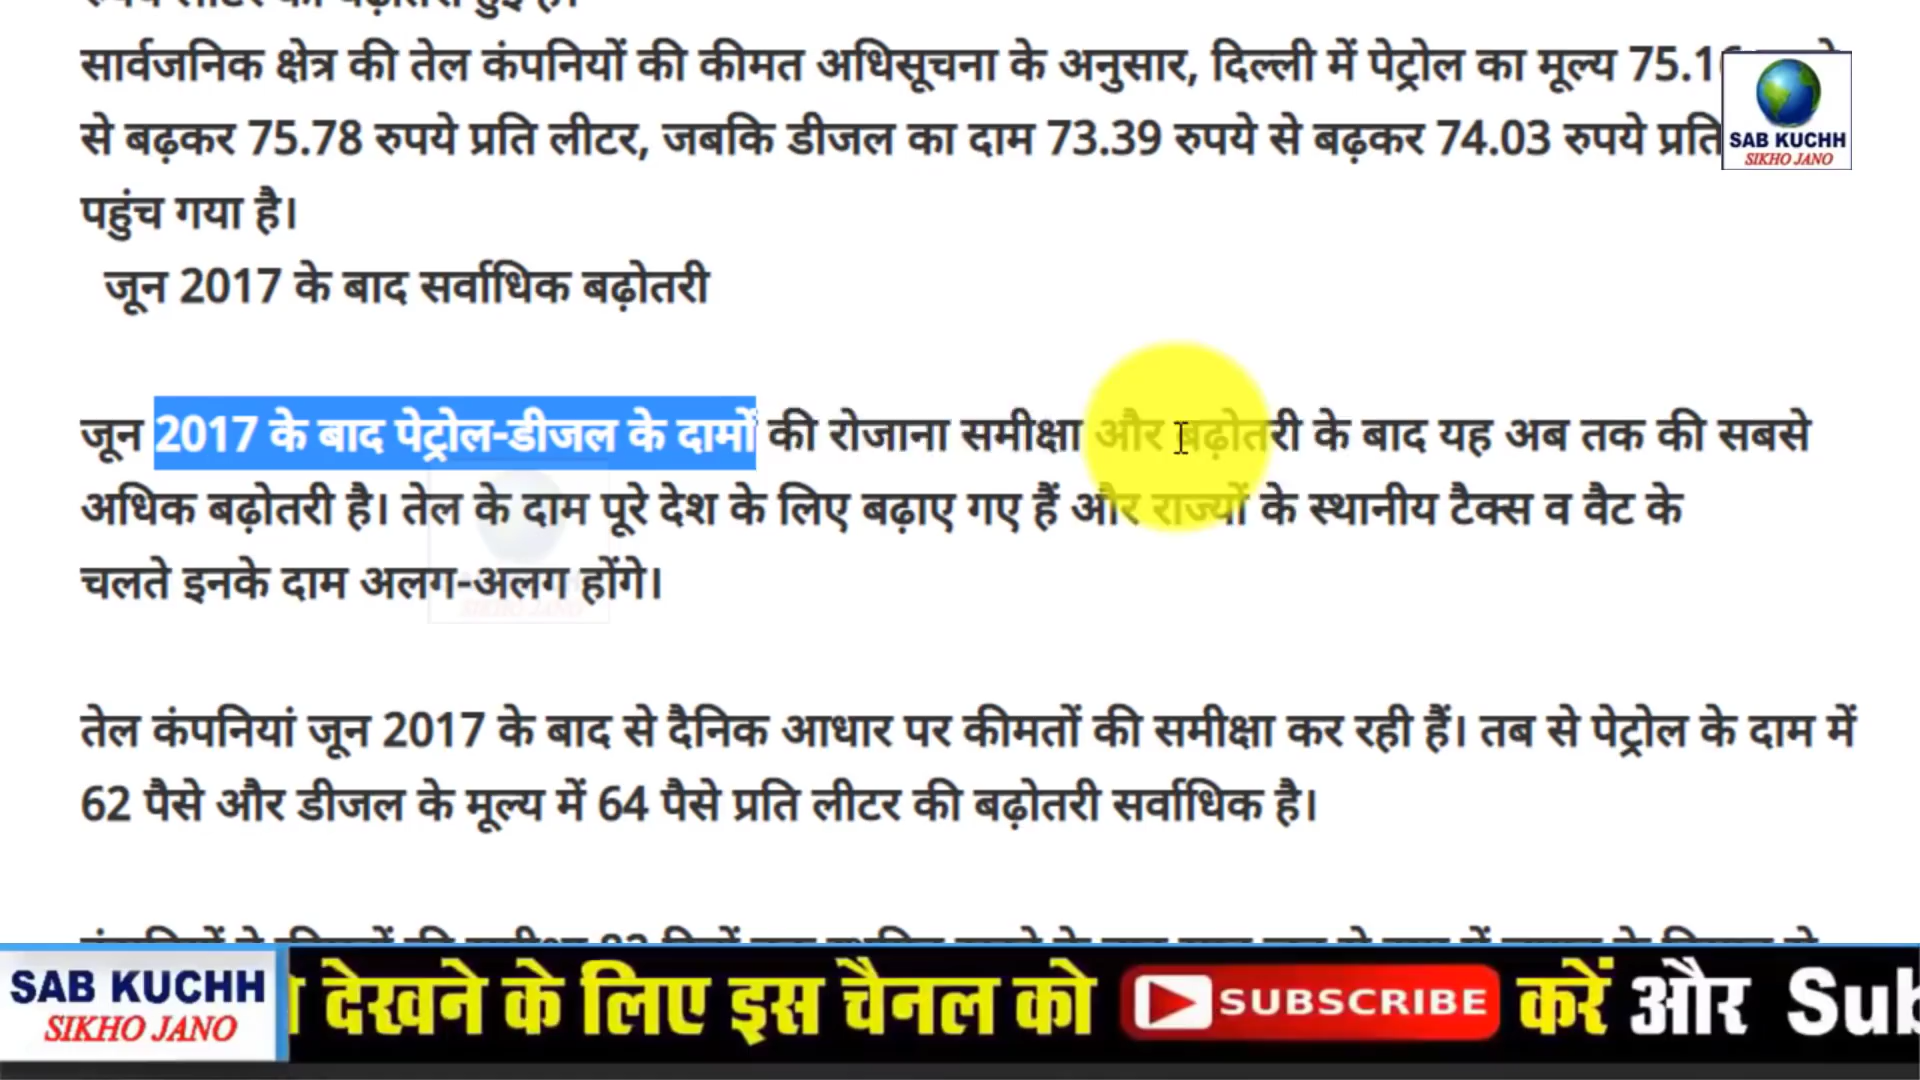 सार्वजनिक क्षेत्र की तेल कंपनियों की कीमत अधिसूचना के अनुसार, दिल्ली में पेट्रोल का मूल्य 75.16
से बढ़कर 75.78 रुपये प्रति लीटर, जबकि डीजल का दाम 73.39 रुपये से बढ़कर 74.03 रुपये प्रति
पहुंच गया है।
जून 2017 के बाद सर्वाधिक बढ़ोतरी
जून 2017 के बाद पेट्रोल-डीजल के दामों की रोजाना समीक्षा और बढ़ोतरी के बाद यह अब तक की सबसे
अधिक बढ़ोतरी है। तेल के दाम पूरे देश के लिए बढ़ाए गए हैं और राज्यों के स्थानीय टैक्स व वैट के
चलते इनके दाम अलग-अलग होंगे।
तेल कंपनियां जून 2017 के बाद से दैनिक आधार पर कीमतों की समीक्षा कर रही हैं। तब से पेट्रोल के दाम में
62 पैसे और डीजल के मूल्य में 64 पैसे प्रति लीटर की बढ़ोतरी सर्वाधिक है।
SAB KUCHH
SIKHO JANO
SIKHO JANO
SAB KUCHH
SIKHO JANO
देखने के लिए इस चैनल को SUBSCRIBE करें और Sub